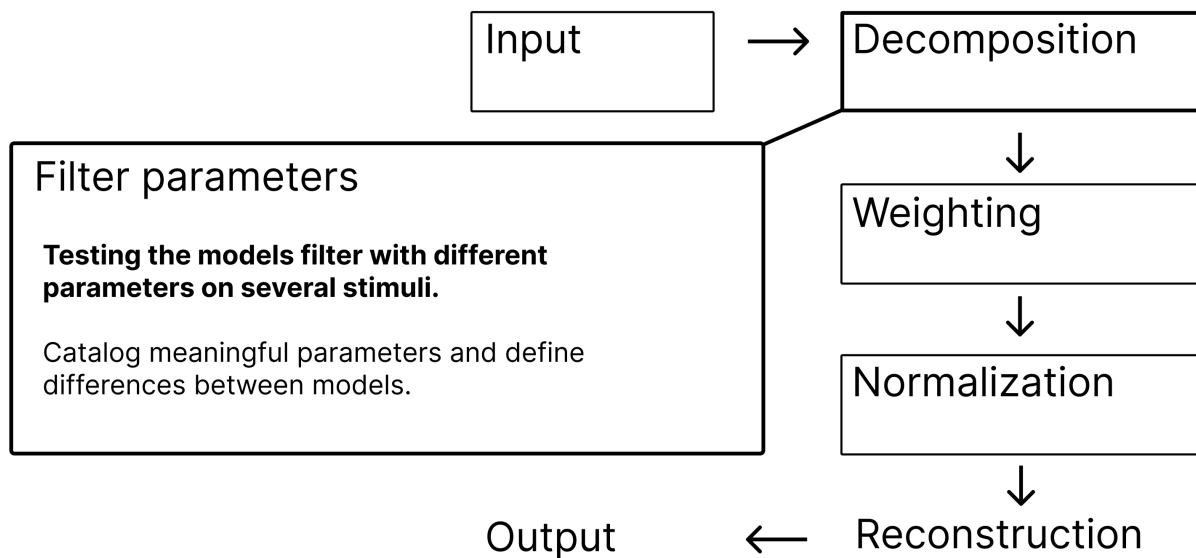 Input
Decomposition
Filter parameters
Testing the models filter with different
parameters on several stimuli.
Catalog meaningful parameters and define
differences between models.
Weighting
Normalization
Reconstruction
Output